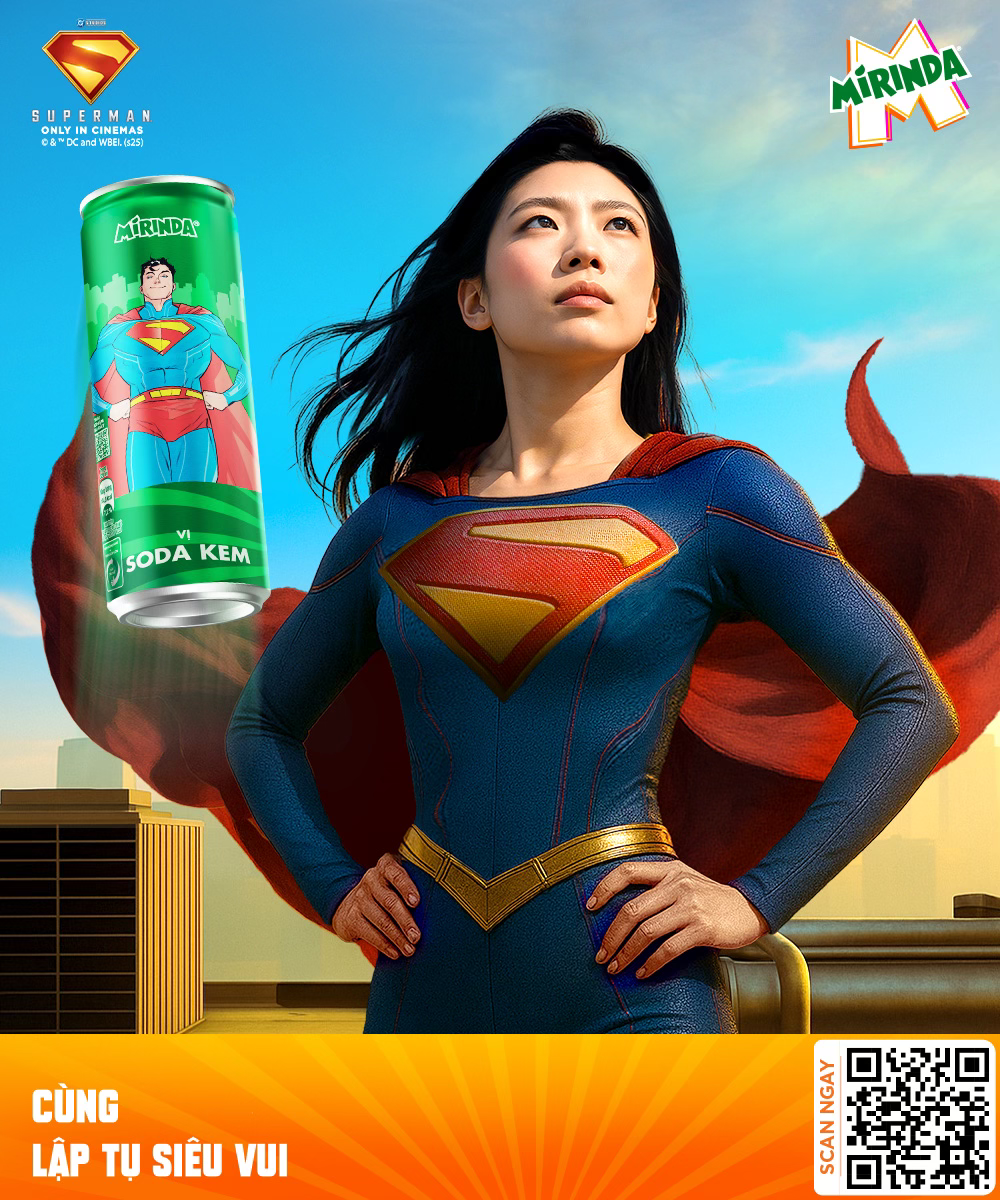 SUPERMAN
ONLY IN CINEMAS
© & ™ DC and WBEI. (s25)
MIRINDA
MIRINDA
VỊ
SODA KEM
CÙNG
LẬP TỤ SIÊU VUI
SCAN NGAY